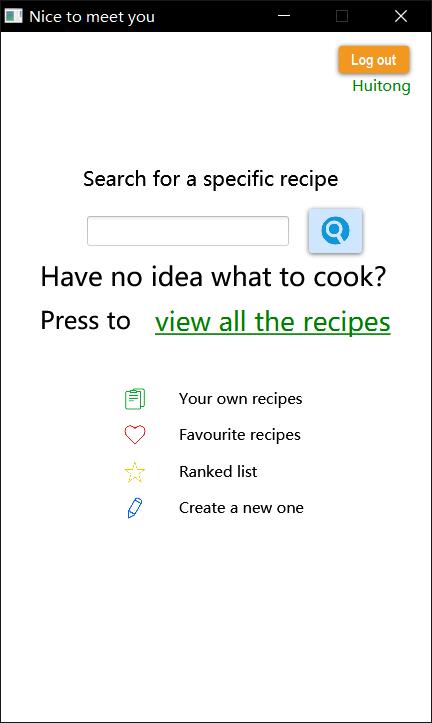 Nice to meet you
Log out
Huitong
Search for a specific recipe
Have no idea what to cook?
Press to view all the recipes
Your own recipes
Favourite recipes
Ranked list
Create a new one